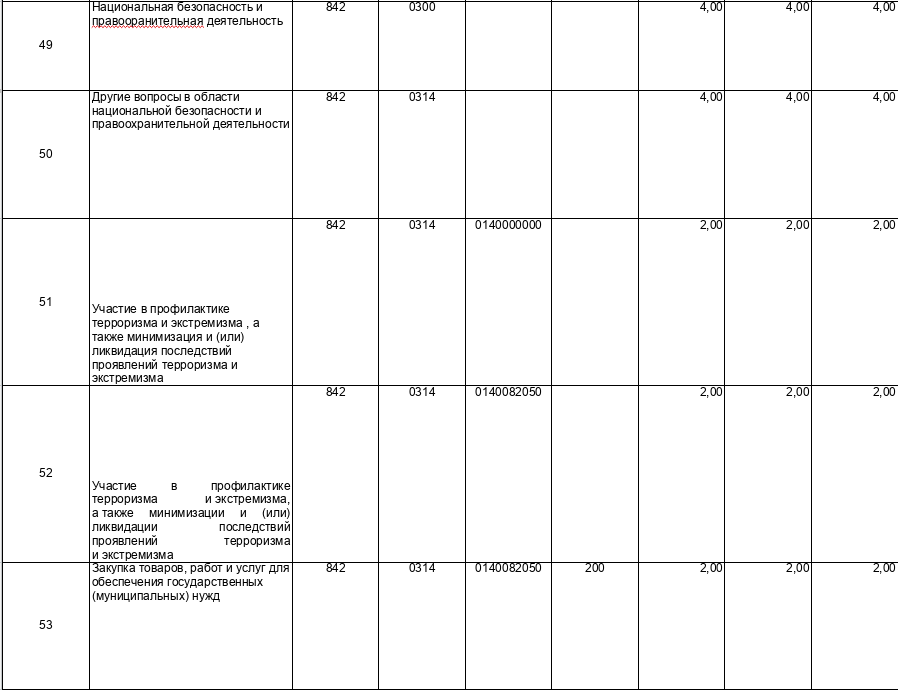 Национальная безопасность и 842 0300 4,00 4,00 4,00
правооранительная деятельность
49
Другие вопросы в области 842 0314 4,00 4,00 4,00
национальной безопасности и
правоохранительной деятельности
50
842 0314 0140000000 2,00 2,00 2,00
51
Участие в профилактике
терроризма и экстремизма , а
также минимизация и (или)
ликвидация последствий
проявлений терроризма и
экстремизма
842 0314 0140082050 2,00 2,00 2,00
52
Участие в профилактике
терроризма и экстремизма,
а также минимизации и (или)
ликвидации последствий
проявлений терроризма
и экстремизма
Закупка товаров, работ и услуг для 842 0314 0140082050 200 2,00 2,00 2,00
обеспечения государственных
(муниципальных) нужд
53